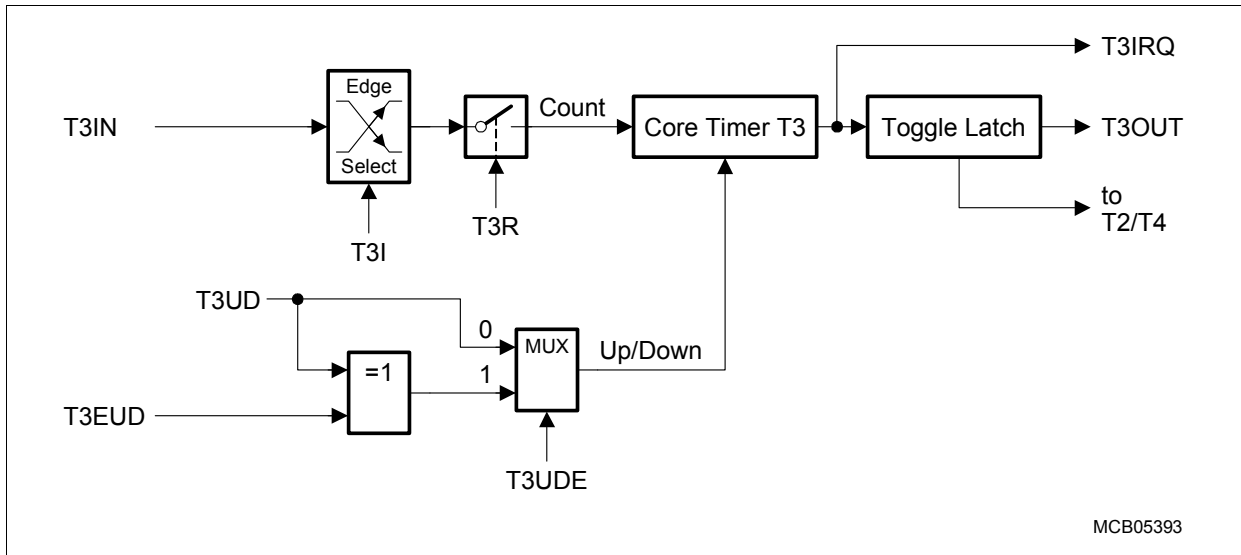 T3IRQ
Edge
Select
T3IN
Count
Core Timer T3
Toggle Latch
T3OUT
T3R
T3I
to
T2/T4
T3UD
0
MUX
Up/Down
=1
1
T3EUD
T3UDE
MCB05393